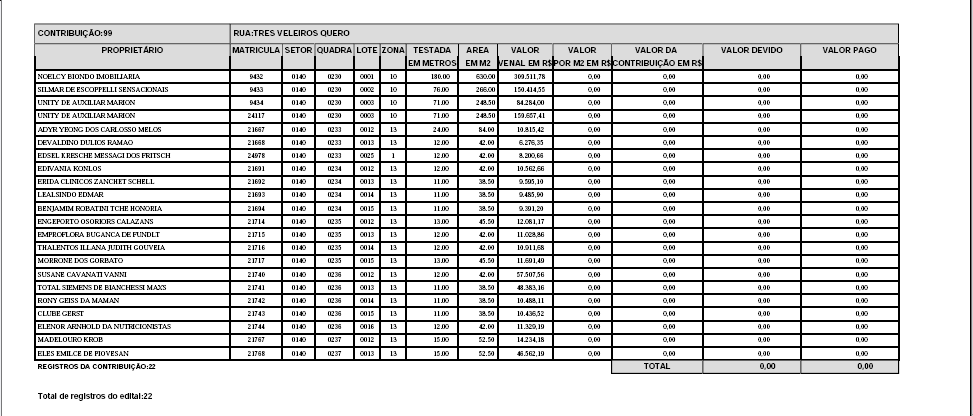 CONTRIBUIÇÃO:99 RUA:TRES VELEIROS QUERO
PROPRIETÁRIO MATRICULA SETOR QUADRA LOTE ZONA TESTADA EM METROS AREA EM M2 VALOR VENAL EM R$ VALOR POR M2 EM R$ VALOR DA CONTRIBUIÇÃO EM R$ VALOR DEVIDO VALOR PAGO
NOELCY BIONDO IMOBILIARIA 9432 0140 0230 0001 10 180.00 630.00 309.511,78 0,00 0,00 0,00 0,00
SILMAR DE ESCOPPELLI SENSACIONAIS 9433 0140 0230 0002 10 76.00 266.00 150.414,55 0,00 0,00 0,00 0,00
UNITY DE AUXILIAR MARION 9434 0140 0230 0003 10 71.00 248.50 84.284,00 0,00 0,00 0,00 0,00
UNITY DE AUXILIAR MARION 24117 0140 0230 0003 10 71.00 248.50 159.657,41 0,00 0,00 0,00 0,00
ADYR YEONG DOS CARLOSSO MELOS 21667 0140 0233 0012 13 24.00 84.00 10.815,42 0,00 0,00 0,00 0,00
DEVALDINO DULIOS RAMAO 21668 0140 0233 0013 13 12.00 42.00 6.276,35 0,00 0,00 0,00 0,00
EDSEL KRESCHE MESSAGI DOS FRITSCH 24978 0140 0233 0025 1 12.00 42.00 8.200,66 0,00 0,00 0,00 0,00
EDIVANIA KONLOS 21691 0140 0234 0012 13 12.00 42.00 10.562,66 0,00 0,00 0,00 0,00
ERIDA CLINICOS ZANCHET SCHELL 21692 0140 0234 0013 13 11.00 38.50 9.595,10 0,00 0,00 0,00 0,00
LEALSINDO EDMAR 21693 0140 0234 0014 13 11.00 38.50 9.485,90 0,00 0,00 0,00 0,00
BENJAMIM ROBATINI TCHE HONORIA 21694 0140 0234 0015 13 11.00 38.50 9.391,20 0,00 0,00 0,00 0,00
ENGEPORTO OSORIORS CALAZANS 21714 0140 0235 0012 13 13.00 45.50 12.081,17 0,00 0,00 0,00 0,00
EMPROFLORA BUGANCA DE FUNDLT 21715 0140 0235 0013 13 12.00 42.00 11.028,86 0,00 0,00 0,00 0,00
THALENTOS ILLANA JUDITH GOUVEIA 21716 0140 0235 0014 13 12.00 42.00 10.911,68 0,00 0,00 0,00 0,00
MORRONE DOS GORBATO 21717 0140 0235 0015 13 13.00 45.50 11.691,49 0,00 0,00 0,00 0,00
SUSANE CAVANATI VANNI 21740 0140 0236 0012 13 12.00 42.00 57.507,56 0,00 0,00 0,00 0,00
TOTAL SIEMENS DE BIANCHESSI MAXS 21741 0140 0236 0013 13 11.00 38.50 48.383,16 0,00 0,00 0,00 0,00
RONY GEISS DA MAMAN 21742 0140 0236 0014 13 11.00 38.50 10.488,11 0,00 0,00 0,00 0,00
CLUBE GERST 21743 0140 0236 0015 13 11.00 38.50 10.436,52 0,00 0,00 0,00 0,00
ELENOR ARNHOLD DA NUTRICIONISTAS 21744 0140 0236 0016 13 12.00 42.00 11.329,19 0,00 0,00 0,00 0,00
MADELOURO KROB 21767 0140 0237 0012 13 15.00 52.50 14.234,18 0,00 0,00 0,00 0,00
ELES EMILCE DE PIOVESAN 21768 0140 0237 0013 13 15.00 52.50 46.562,19 0,00 0,00 0,00 0,00
REGISTROS DA CONTRIBUIÇÃO:22 TOTAL 0,00 0,00
Total de registros do edital:22